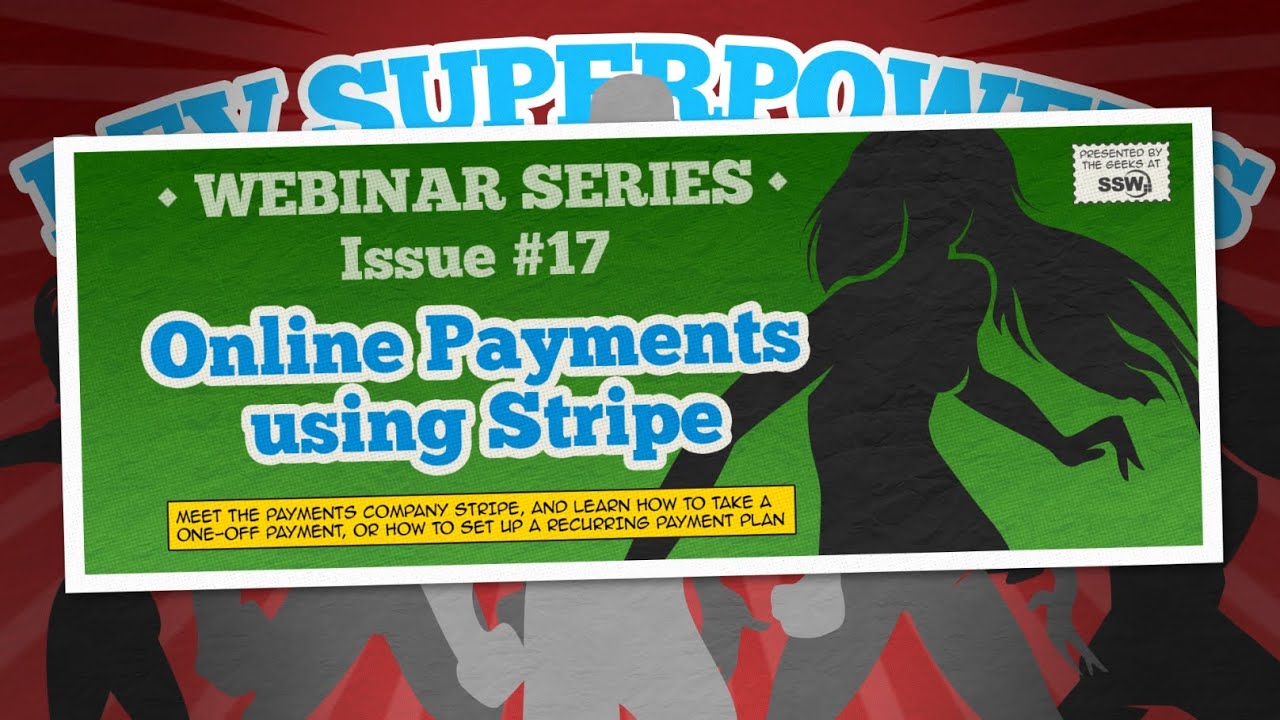 SUPERPOWERS
• WEBINAR SERIES •
Issue #17
Online Payments
using Stripe
MEET THE PAYMENTS COMPANY STRIPE, AND LEARN HOW TO TAKE A
ONE-OFF PAYMENT, OR HOW TO SET UP A RECURRING PAYMENT PLAN
PRESENTED BY
THE GEEKS AT
SSW